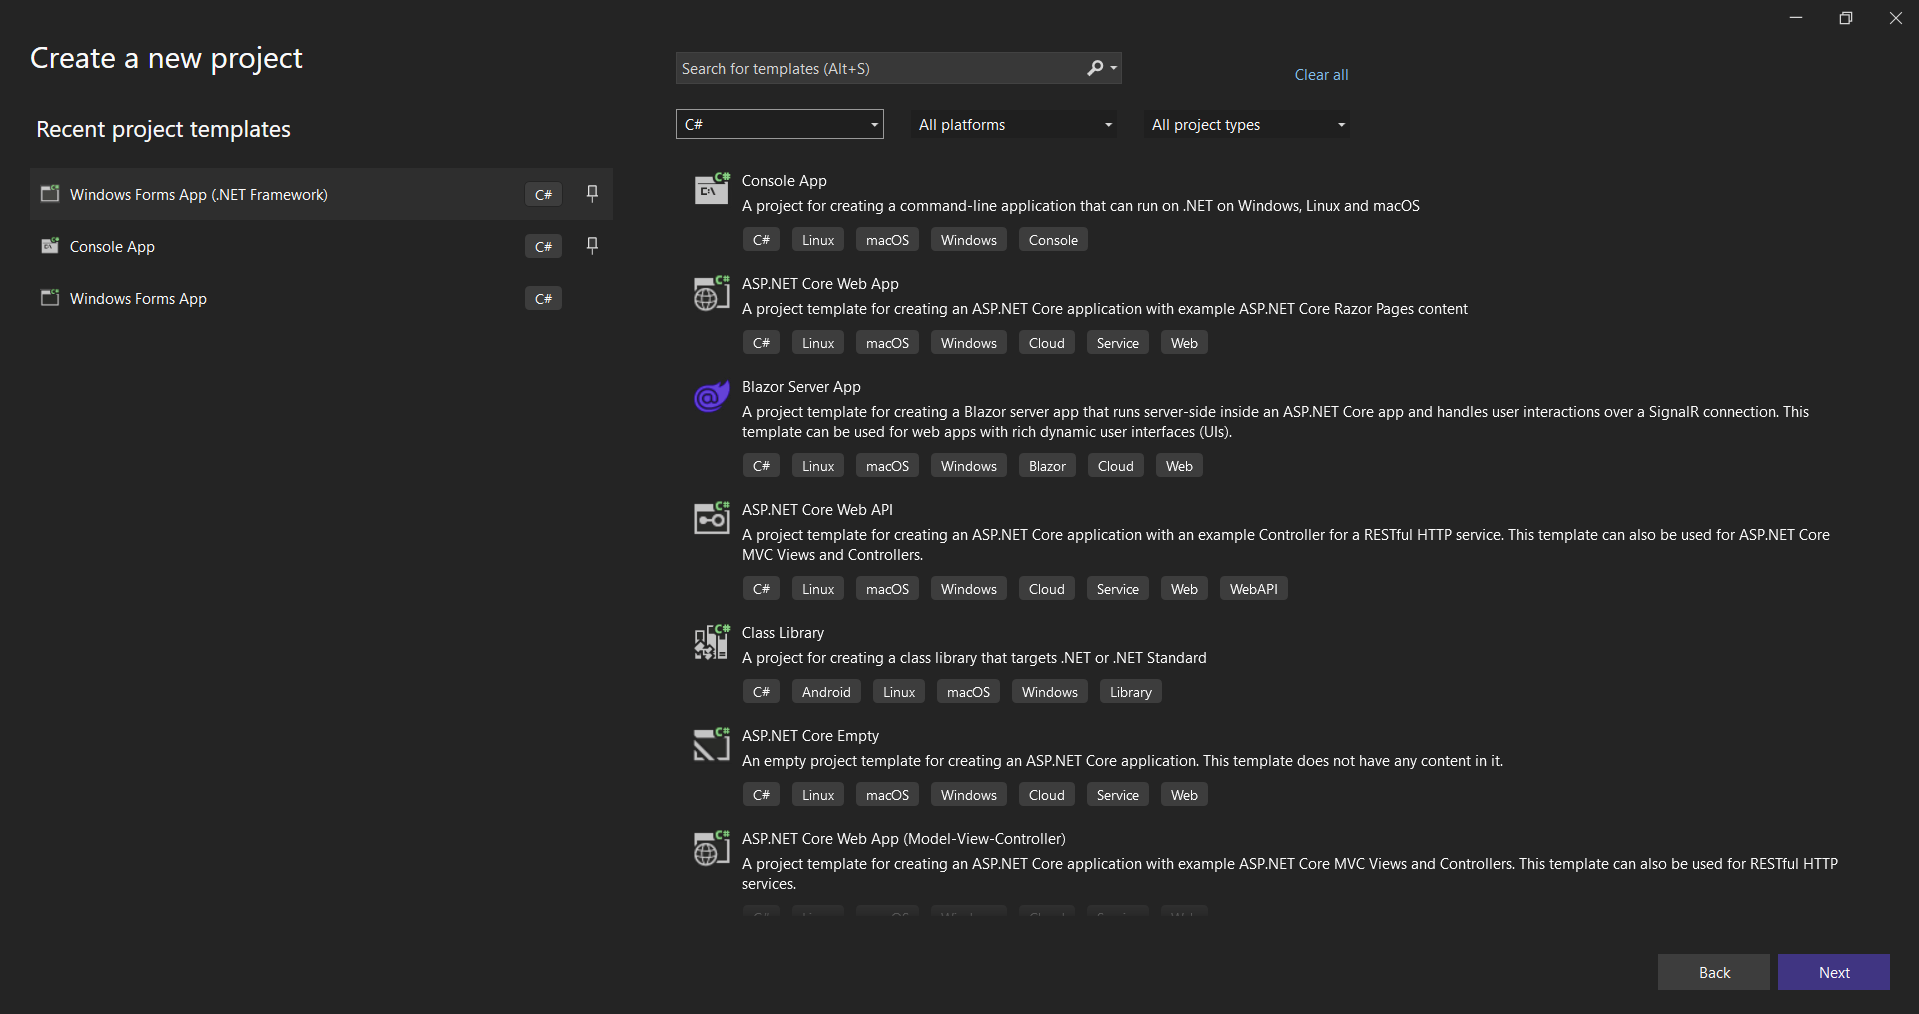 Create a new project
Recent project templates
Windows Forms App (.NET Framework) C#
Console App C#
Windows Forms App C#
Search for templates (Alt+S)
Clear all
C# All platforms All project types
C#
C:\
Console App
A project for creating a command-line application that can run on .NET on Windows, Linux and macOS
C# Linux macOS Windows Console
C#
ASP.NET Core Web App
A project template for creating an ASP.NET Core application with example ASP.NET Core Razor Pages content
C# Linux macOS Windows Cloud Service Web
Blazor Server App
A project template for creating a Blazor server app that runs server-side inside an ASP.NET Core app and handles user interactions over a SignalR connection. This
template can be used for web apps with rich dynamic user interfaces (UIs).
C# Linux macOS Windows Blazor Cloud Web
C#
ASP.NET Core Web API
A project template for creating an ASP.NET Core application with an example Controller for a RESTful HTTP service. This template can also be used for ASP.NET Core
MVC Views and Controllers.
C# Linux macOS Windows Cloud Service Web WebAPI
C#
Class Library
A project for creating a class library that targets .NET or .NET Standard
C# Android Linux macOS Windows Library
C#
ASP.NET Core Empty
An empty project template for creating an ASP.NET Core application. This template does not have any content in it.
C# Linux macOS Windows Cloud Service Web
C#
ASP.NET Core Web App (Model-View-Controller)
A project template for creating an ASP.NET Core application with example ASP.NET Core MVC Views and Controllers. This template can also be used for RESTful HTTP
services.
Back Next